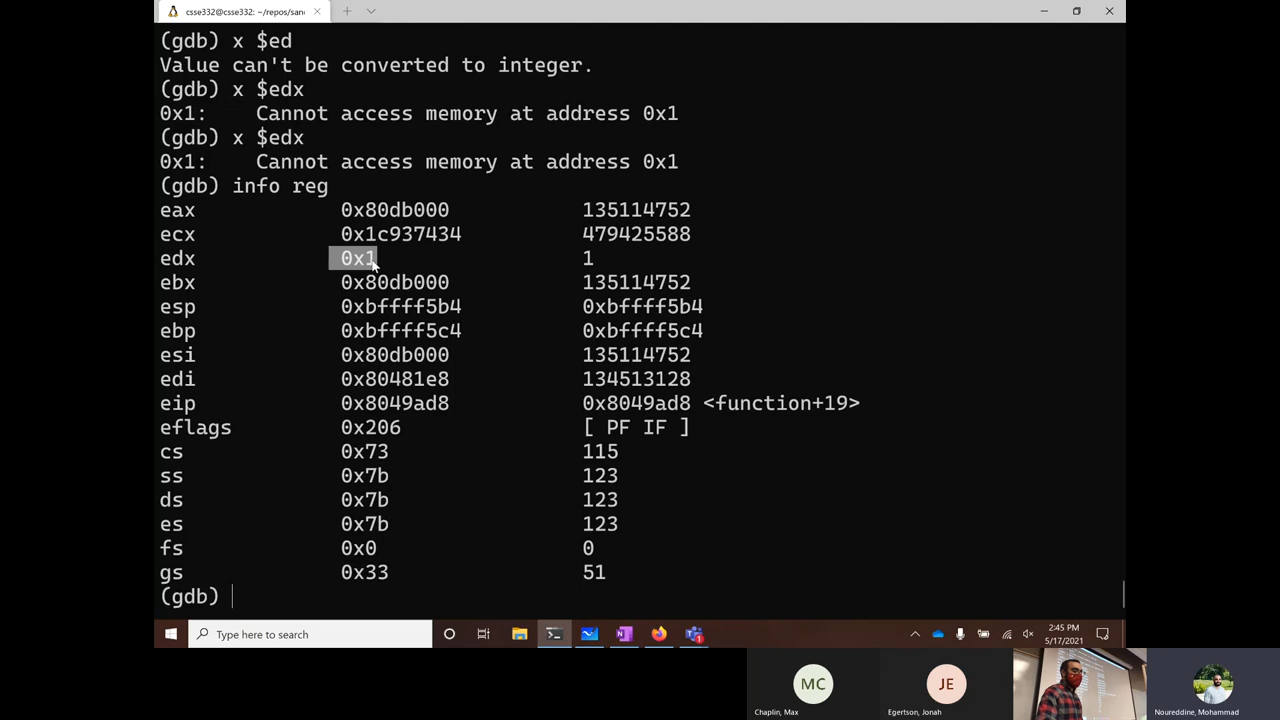 csse332@csse332: ~/repos/san
(gdb) x $ed
Value can't be converted to integer.
(gdb) x $edx
0x1: Cannot access memory at address 0x1
(gdb) x $edx
0x1: Cannot access memory at address 0x1
(gdb) info reg
eax 0x80db000 135114752
ecx 0x1c937434 479425588
edx 0x1 1
ebx 0x80db000 135114752
esp 0xbffff5b4 0xbffff5b4
ebp 0xbffff5c4 0xbffff5c4
esi 0x80db000 135114752
edi 0x80481e8 134513128
eip 0x8049ad8 0x8049ad8 <function+19>
eflags 0x206 [ PF IF ]
cs 0x73 115
ss 0x7b 123
ds 0x7b 123
es 0x7b 123
fs 0x0 0
gs 0x33 51
(gdb)
Type here to search
2:45 PM
5/17/2021
MC
JE
Chaplin, Max
Egertson, Jonah
Noureddine, Mohammad